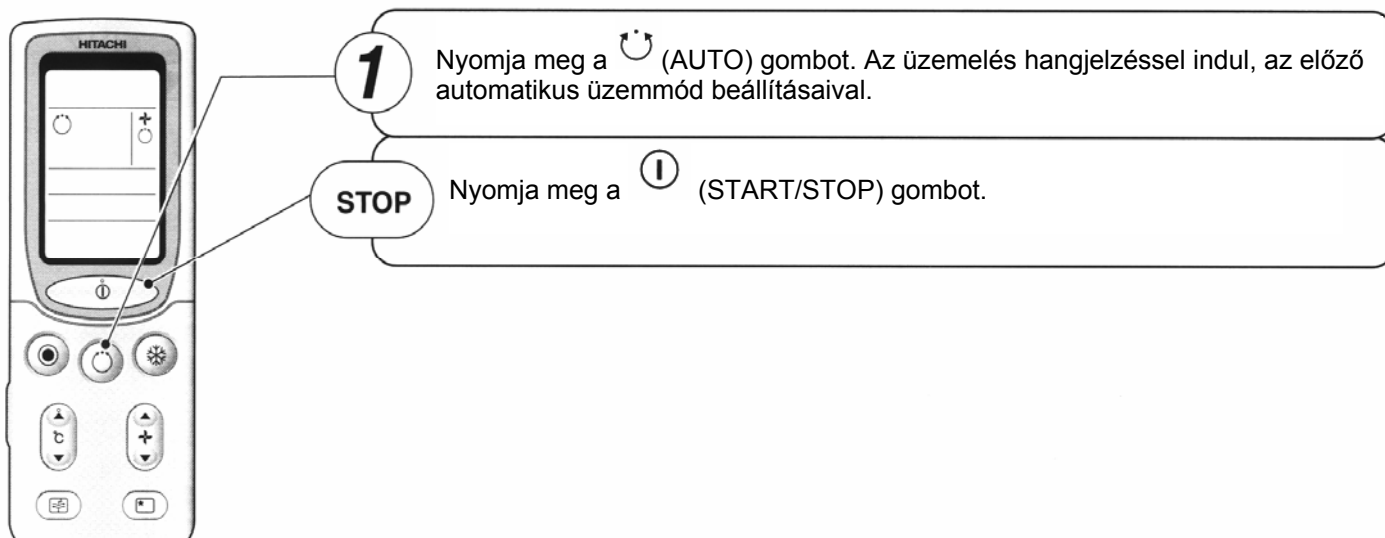 HITACHI
1
Nyomja meg a (AUTO) gombot. Az üzemelés hangjelzéssel indul, az előző
automatikus üzemmód beállításaival.
STOP
Nyomja meg a (START/STOP) gombot.
°C